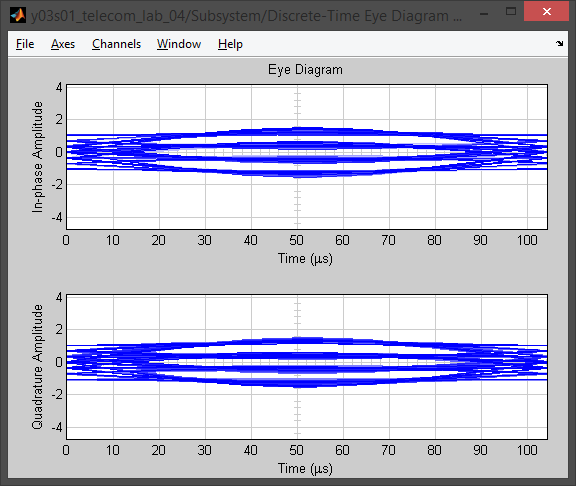 y03s01_telecom_lab_04/Subsystem/Discrete-Time Eye Diagram ...
File Axes Channels Window Help
Eye Diagram
In-phase Amplitude
4
2
0
-2
-4
0 10 20 30 40 50 60 70 80 90 100
Time (µs)
Quadrature Amplitude
4
2
0
-2
-4
0 10 20 30 40 50 60 70 80 90 100
Time (µs)